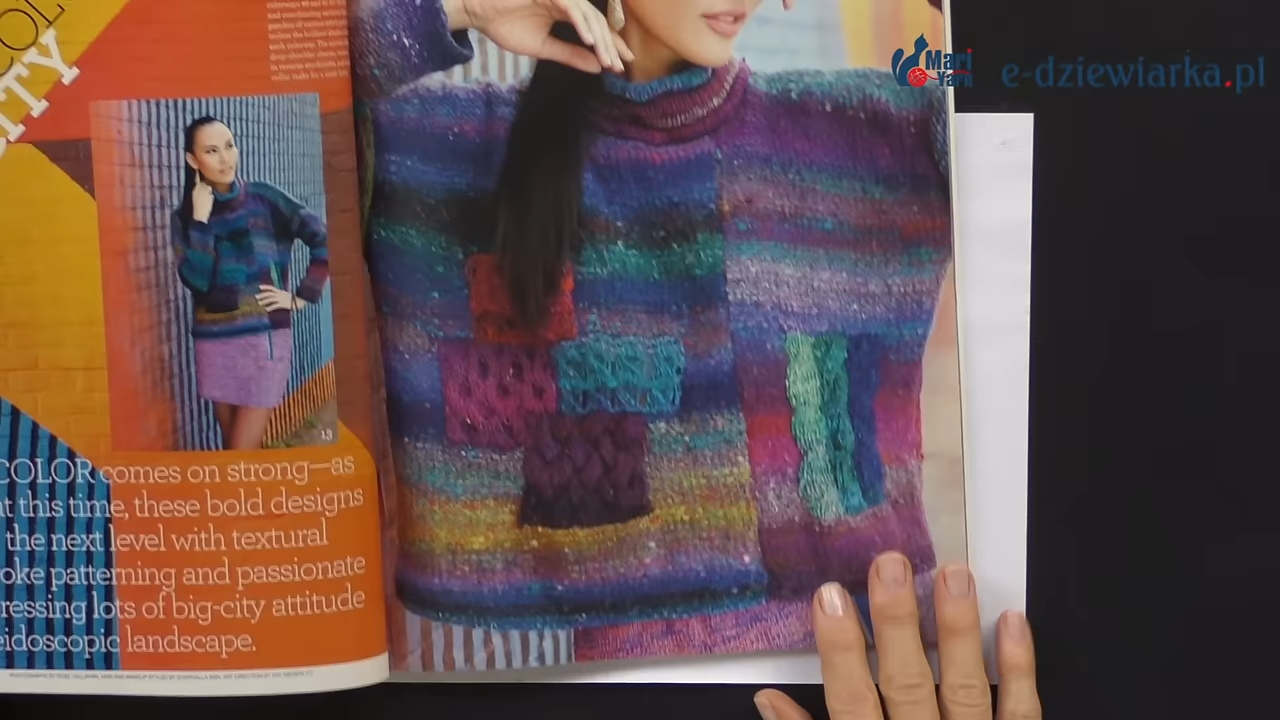 COLO
ITY
13
COLOR comes on strong—as
at this time, these bold designs
the next level with textural
oke patterning and passionate
ressing lots of big-city attitude
eidoscopic landscape.
Mari
Yarn
e-dziewiarka.pl